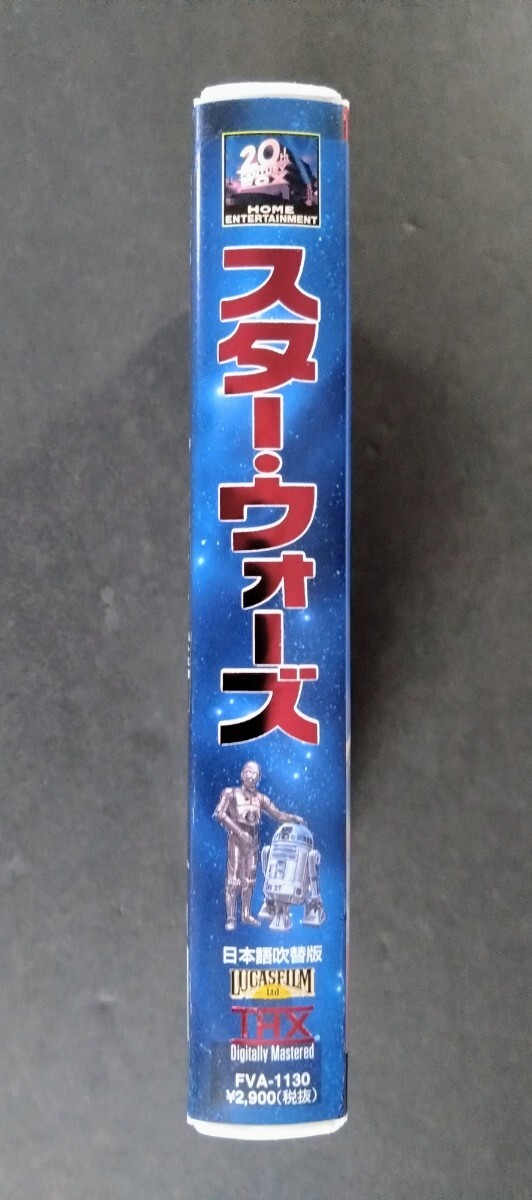 20th
CENTURY
FOX
HOME
ENTERTAINMENT
スター・ウォーズ
日本語吹替版
LUCASFILM
Ltd
THX
Digitally Mastered
FVA-1130
¥2,900(税抜)